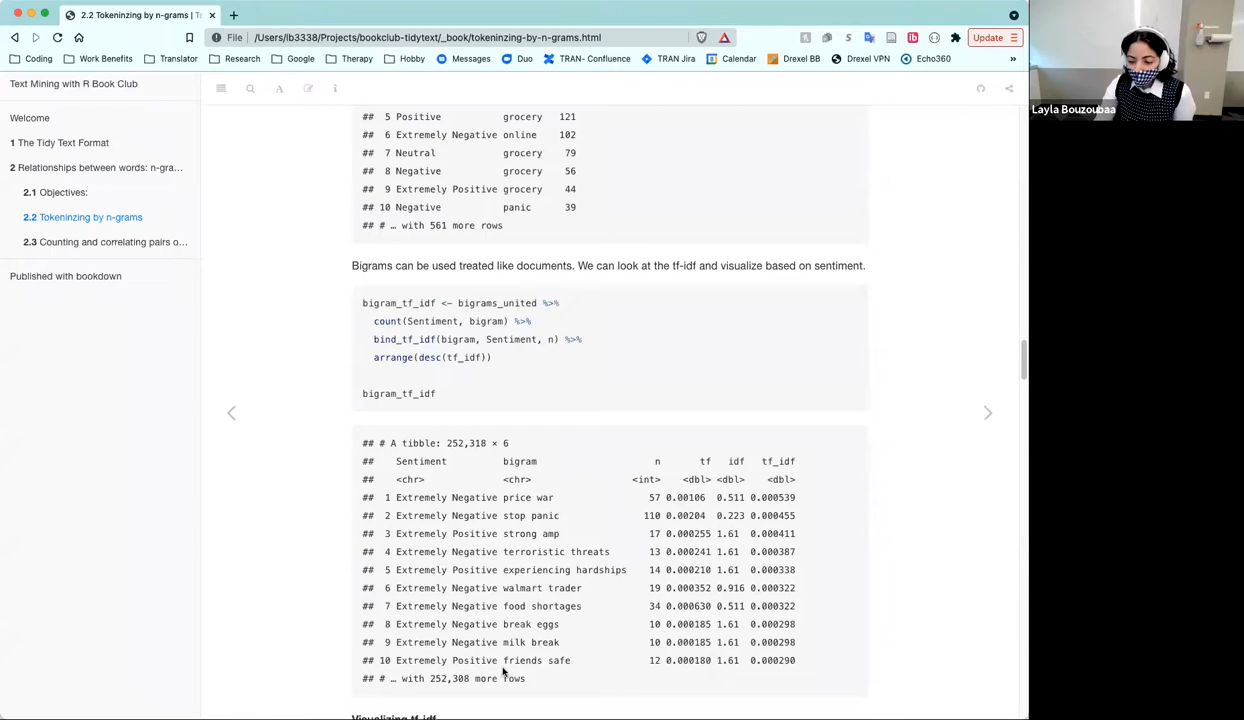 2.2 Tokeninzing by n-grams | Te
File /Users/lb3338/Projects/bookclub-tidytext/_book/tokeninzing-by-n-grams.html
Update
Coding Work Benefits Translator Research Google Therapy Hobby Messages Duo TRAN- Confluence TRAN Jira Calendar Drexel BB Drexel VPN Echo360 »
Layla Bouzoubaa
Text Mining with R Book Club
Welcome
1 The Tidy Text Format
2 Relationships between words: n-gra…
2.1 Objectives:
2.2 Tokeninzing by n-grams
2.3 Counting and correlating pairs o…
Published with bookdown
## 5 Positive grocery 121
## 6 Extremely Negative online 102
## 7 Neutral grocery 79
## 8 Negative grocery 56
## 9 Extremely Positive grocery 44
## 10 Negative panic 39
## # … with 561 more rows
Bigrams can be used treated like documents. We can look at the tf-idf and visualize based on sentiment.
bigram_tf_idf <- bigrams_united %>%
count(Sentiment, bigram) %>%
bind_tf_idf(bigram, Sentiment, n) %>%
arrange(desc(tf_idf))
bigram_tf_idf
## # A tibble: 252,318 × 6
## Sentiment bigram n tf idf tf_idf
## <chr> <chr> <int> <dbl> <dbl> <dbl>
## 1 Extremely Negative price war 57 0.00106 0.511 0.000539
## 2 Extremely Negative stop panic 110 0.00204 0.223 0.000455
## 3 Extremely Positive strong amp 17 0.000255 1.61 0.000411
## 4 Extremely Negative terroristic threats 13 0.000241 1.61 0.000387
## 5 Extremely Positive experiencing hardships 14 0.000210 1.61 0.000338
## 6 Extremely Negative walmart trader 19 0.000352 0.916 0.000322
## 7 Extremely Negative food shortages 34 0.000630 0.511 0.000322
## 8 Extremely Negative break eggs 10 0.000185 1.61 0.000298
## 9 Extremely Negative milk break 10 0.000185 1.61 0.000298
## 10 Extremely Positive friends safe 12 0.000180 1.61 0.000290
## # … with 252,308 more rows
Visualizing tf-idf